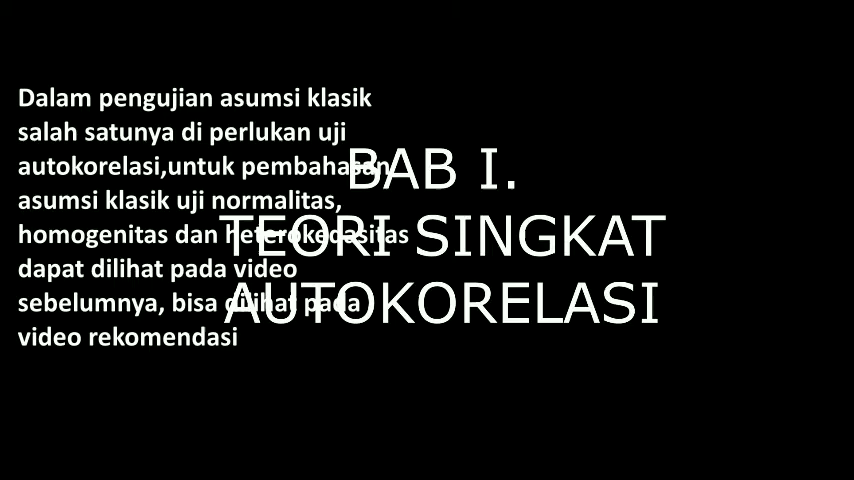 Dalam pengujian asumsi klasik
salah satunya di perlukan uji
autokorelasi,untuk pembahasan
asumsi klasik uji normalitas,
homogenitas dan heterokedasitas
dapat dilihat pada video
sebelumnya, bisa dilihat pada
video rekomendasi
BAB I.
TEORI SINGKAT
AUTOKORELASI